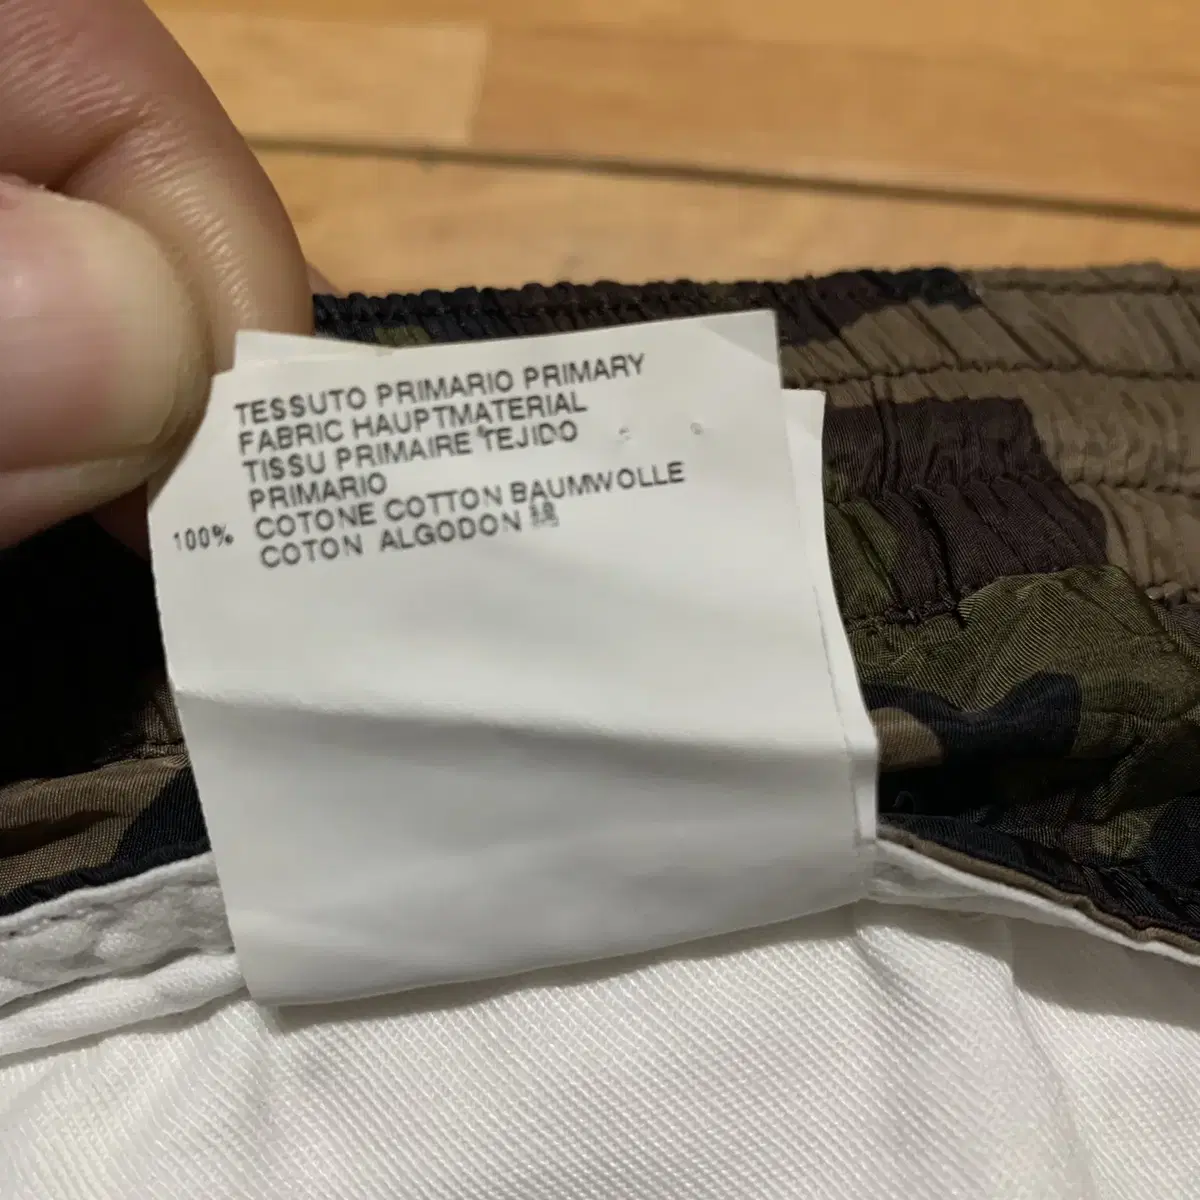 TESSUTO PRIMARIO PRIMARY
FABRIC HAUPTMATERIAL
TISSU PRIMAIRE TEJIDO
PRIMARIO
100% COTONE COTTON BAUMWOLLE
COTON ALGODON